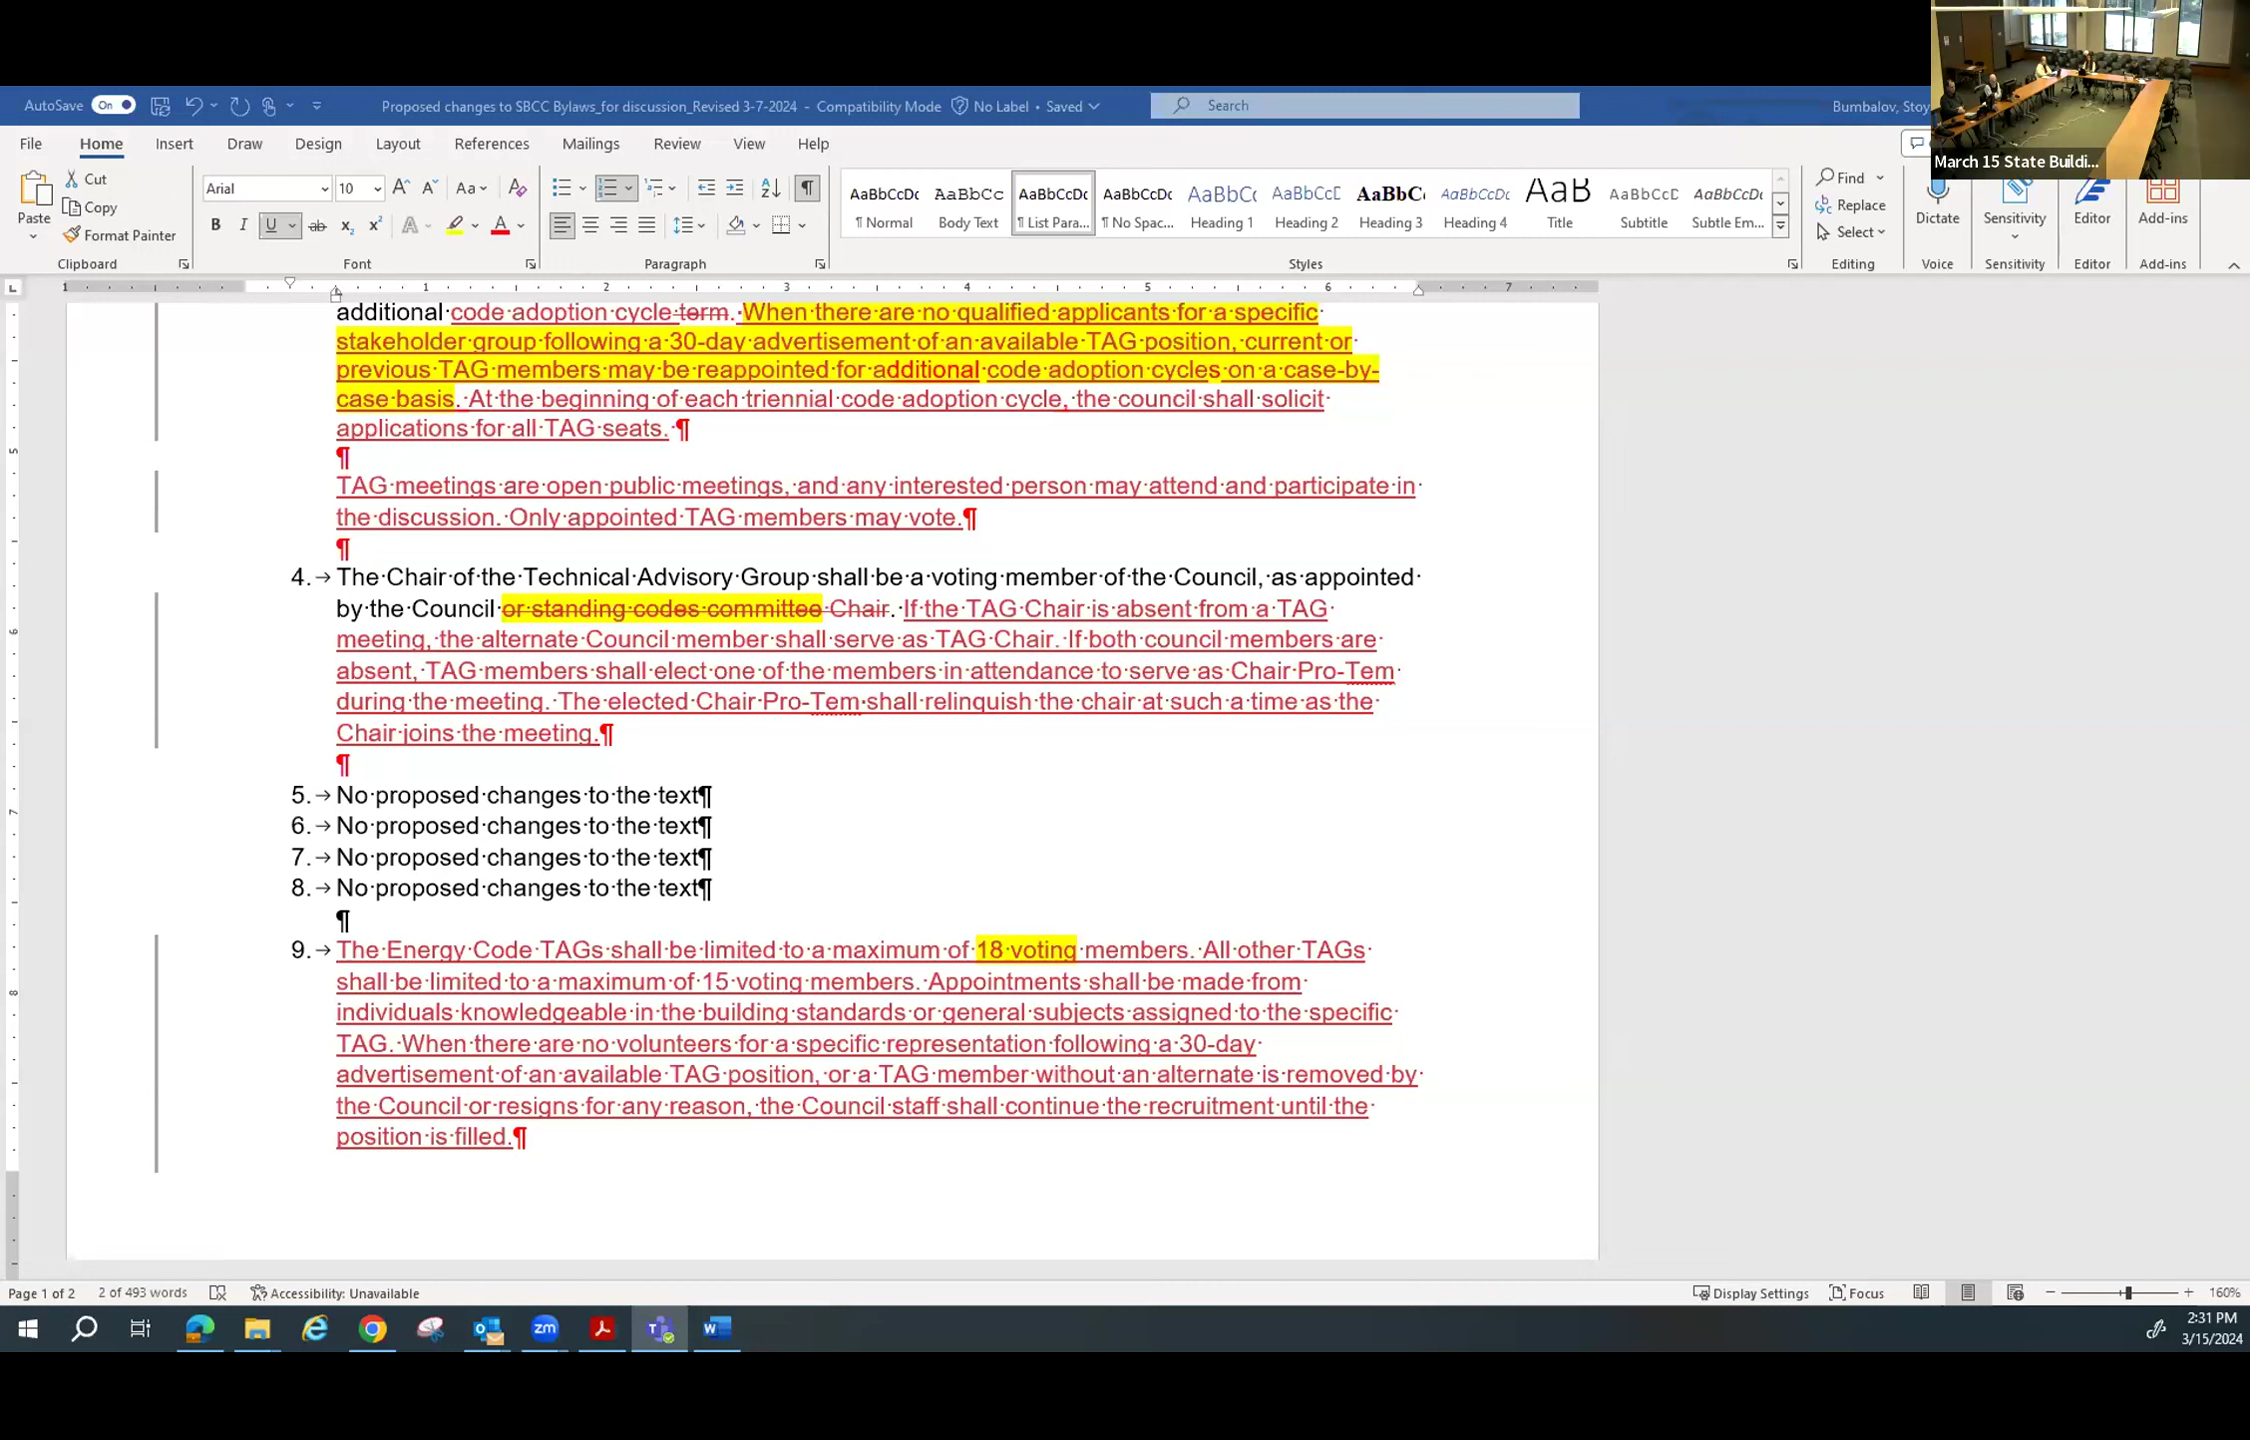 AutoSave On Proposed changes to SBCC Bylaws_for discussion_Revised 3-7-2024 - Compatibility Mode No Label • Saved Search Bumbalov, Stoy
March 15 State Buildi...
File Home Insert Draw Design Layout References Mailings Review View Help
Paste Cut Copy Format Painter
Arial 10
B I U ab x₂ x² A A
AaBbCcDc AaBbCc AaBbCcDc AaBbCcDc AaBbC( AaBbCcD AaBbC( AaBbCcDc AaB AaBbCcD AaBbCcDc
¶ Normal Body Text ¶ List Para... ¶ No Spac... Heading 1 Heading 2 Heading 3 Heading 4 Title Subtitle Subtle Em...
Find Replace Select
Dictate Sensitivity Editor Add-ins
Clipboard Font Paragraph Styles Editing Voice Sensitivity Editor Add-ins
1 1 2 3 4 5 6 7
additional code adoption cycle term. When there are no qualified applicants for a specific
stakeholder group following a 30-day advertisement of an available TAG position, current or
previous TAG members may be reappointed for additional code adoption cycles on a case-by-
case basis. At the beginning of each triennial code adoption cycle, the council shall solicit
applications for all TAG seats. ¶
¶
TAG meetings are open public meetings, and any interested person may attend and participate in
the discussion. Only appointed TAG members may vote.¶
¶
4. The Chair of the Technical Advisory Group shall be a voting member of the Council, as appointed
by the Council or standing codes committee Chair. If the TAG Chair is absent from a TAG
meeting, the alternate Council member shall serve as TAG Chair. If both council members are
absent, TAG members shall elect one of the members in attendance to serve as Chair Pro-Tem
during the meeting. The elected Chair Pro-Tem shall relinquish the chair at such a time as the
Chair joins the meeting.¶
¶
5. No proposed changes to the text¶
6. No proposed changes to the text¶
7. No proposed changes to the text¶
8. No proposed changes to the text¶
¶
9. The Energy Code TAGs shall be limited to a maximum of 18 voting members. All other TAGs
shall be limited to a maximum of 15 voting members. Appointments shall be made from
individuals knowledgeable in the building standards or general subjects assigned to the specific
TAG. When there are no volunteers for a specific representation following a 30-day
advertisement of an available TAG position, or a TAG member without an alternate is removed by
the Council or resigns for any reason, the Council staff shall continue the recruitment until the
position is filled.¶
5
6
7
8
Page 1 of 2 2 of 493 words Accessibility: Unavailable Display Settings Focus 160%
zm
2:31 PM
3/15/2024